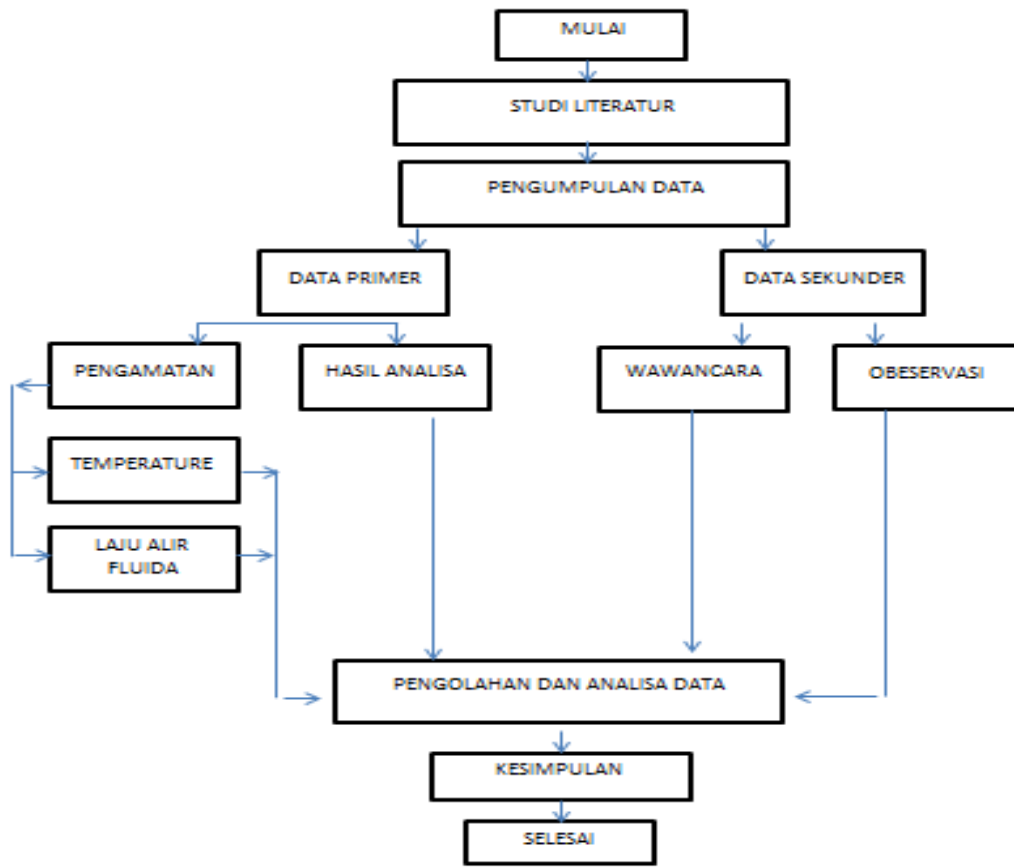 MULAI
STUDI LITERATUR
PENGUMPULAN DATA
DATA PRIMER
DATA SEKUNDER
PENGAMATAN
HASIL ANALISA
WAWANCARA
OBESERVASI
TEMPERATURE
LAJU ALIR
FLUIDA
PENGOLAHAN DAN ANALISA DATA
KESIMPULAN
SELESAI